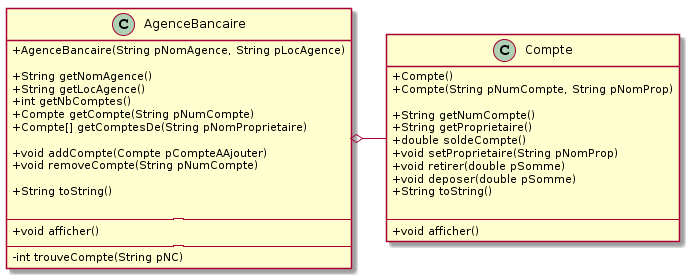 C AgenceBancaire
+AgenceBancaire(String pNomAgence, String pLocAgence)
+String getNomAgence()
+String getLocAgence()
+int getNbComptes()
+Compte getCompte(String pNumCompte)
+Compte[] getComptesDe(String pNomProprietaire)
+void addCompte(Compte pCompteAAjouter)
+void removeCompte(String pNumCompte)
+String toString()
+void afficher()
-int trouveCompte(String pNC)
C Compte
+Compte()
+Compte(String pNumCompte, String pNomProp)
+String getNumCompte()
+String getProprietaire()
+double soldeCompte()
+void setProprietaire(String pNomProp)
+void retirer(double pSomme)
+void deposer(double pSomme)
+String toString()
+void afficher()